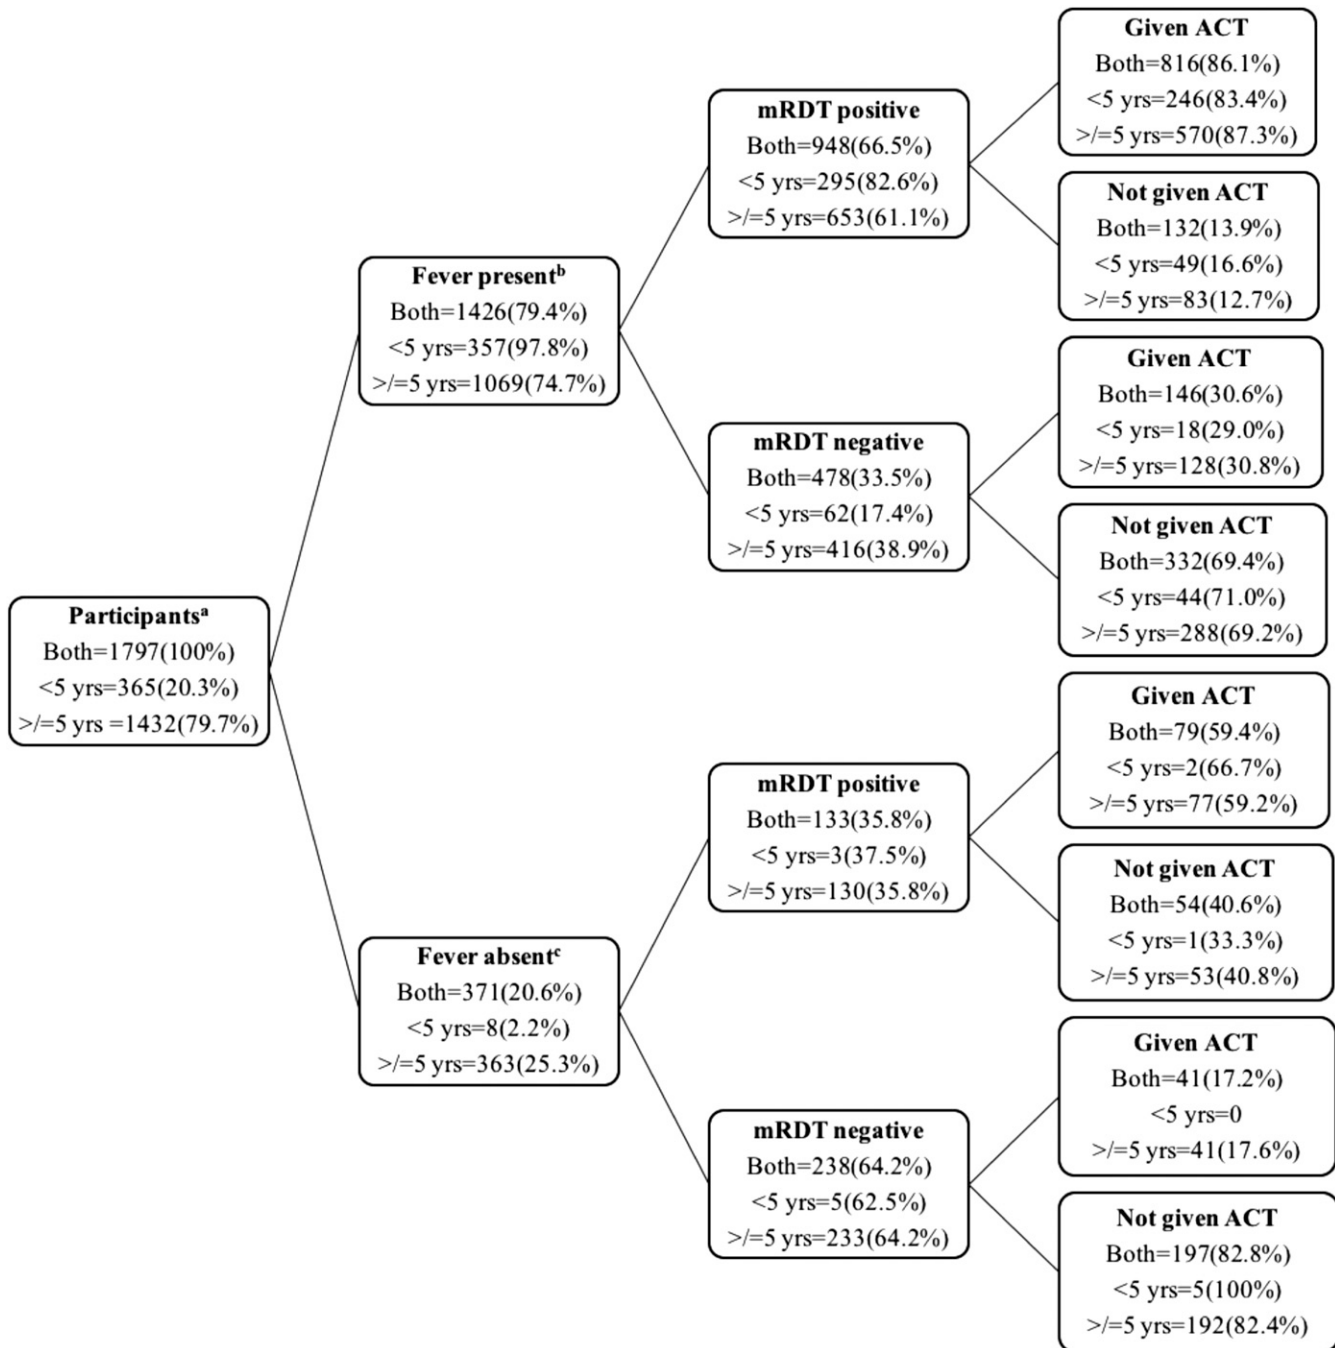 Participantsᵃ
Both=1797(100%)
<5 yrs=365(20.3%)
>/=5 yrs =1432(79.7%)
Fever presentᵇ
Both=1426(79.4%)
<5 yrs=357(97.8%)
>/=5 yrs=1069(74.7%)
mRDT positive
Both=948(66.5%)
<5 yrs=295(82.6%)
>/=5 yrs=653(61.1%)
Given ACT
Both=816(86.1%)
<5 yrs=246(83.4%)
>/=5 yrs=570(87.3%)
Not given ACT
Both=132(13.9%)
<5 yrs=49(16.6%)
>/=5 yrs=83(12.7%)
mRDT negative
Both=478(33.5%)
<5 yrs=62(17.4%)
>/=5 yrs=416(38.9%)
Given ACT
Both=146(30.6%)
<5 yrs=18(29.0%)
>/=5 yrs=128(30.8%)
Not given ACT
Both=332(69.4%)
<5 yrs=44(71.0%)
>/=5 yrs=288(69.2%)
Fever absentᶜ
Both=371(20.6%)
<5 yrs=8(2.2%)
>/=5 yrs=363(25.3%)
mRDT positive
Both=133(35.8%)
<5 yrs=3(37.5%)
>/=5 yrs=130(35.8%)
Given ACT
Both=79(59.4%)
<5 yrs=2(66.7%)
>/=5 yrs=77(59.2%)
Not given ACT
Both=54(40.6%)
<5 yrs=1(33.3%)
>/=5 yrs=53(40.8%)
mRDT negative
Both=238(64.2%)
<5 yrs=5(62.5%)
>/=5 yrs=233(64.2%)
Given ACT
Both=41(17.2%)
<5 yrs=0
>/=5 yrs=41(17.6%)
Not given ACT
Both=197(82.8%)
<5 yrs=5(100%)
>/=5 yrs=192(82.4%)